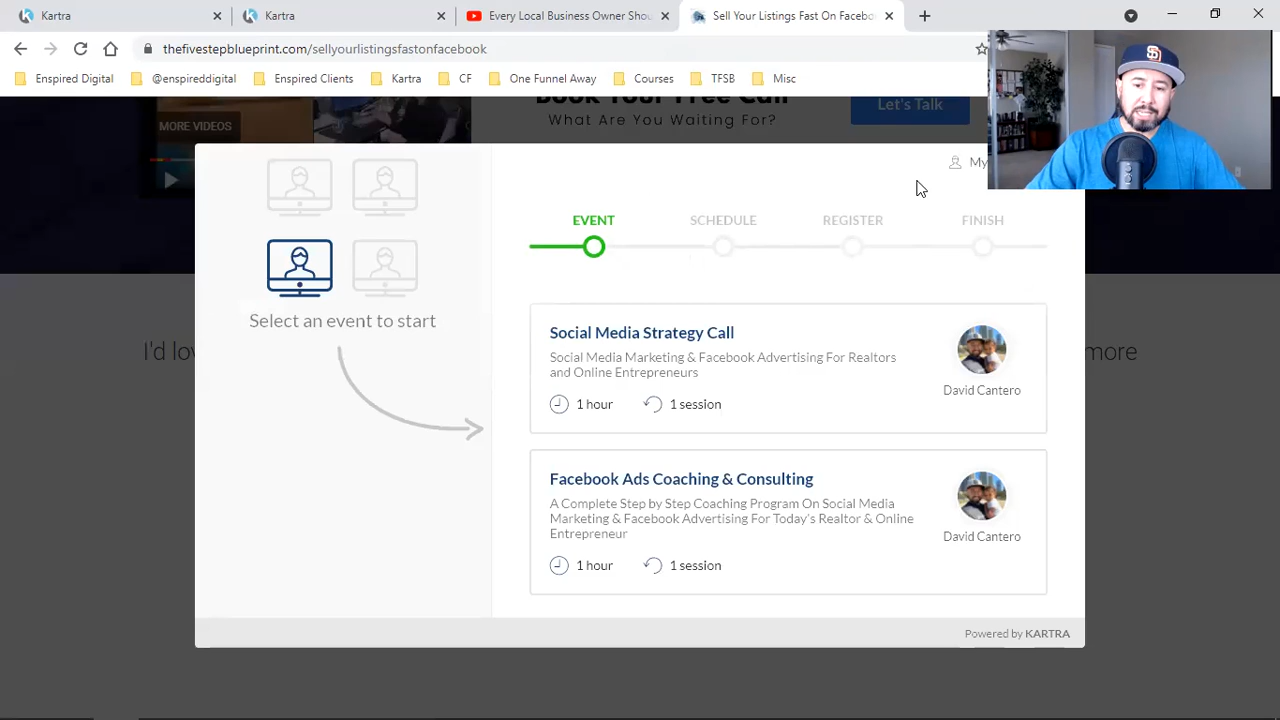 Kartra
Kartra
Every Local Business Owner Shou
Sell Your Listings Fast On Facebo
thefivestepblueprint.com/sellyourlistingsfastonfacebook
Enspired Digital
@enspireddigital
Enspired Clients
Kartra
CF
One Funnel Away
Courses
TFSB
Misc
Book Your Free Call
What Are You Waiting For?
Let's Talk
MORE VIDEOS
My
EVENT
SCHEDULE
REGISTER
FINISH
Select an event to start
Social Media Strategy Call
Social Media Marketing & Facebook Advertising For Realtors
and Online Entrepreneurs
1 hour
1 session
David Cantero
Facebook Ads Coaching & Consulting
A Complete Step by Step Coaching Program On Social Media
Marketing & Facebook Advertising For Today's Realtor & Online
Entrepreneur
1 hour
1 session
David Cantero
I'd lo
more
Powered by KARTRA